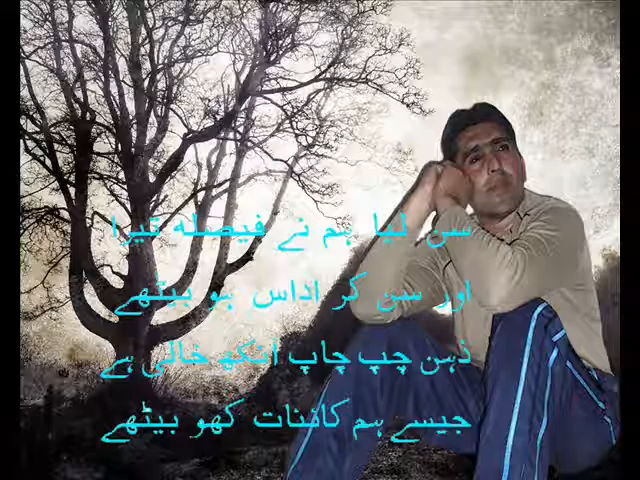 سن لیا ہم نے فیصلہ تیرا
اور سن کر اداس ہو بیٹھے
ذہن چپ چاپ انکھ خالی ہے
جیسے ہم کائنات کھو بیٹھے